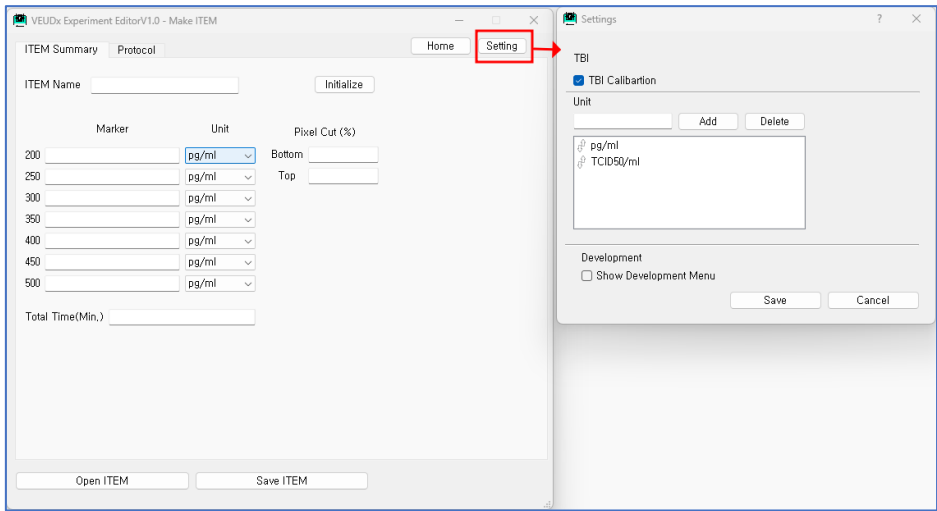 VEUDx Experiment EditorV1.0 - Make ITEM
ITEM Summary Protocol Home Setting
ITEM Name Initialize
Marker Unit Pixel Cut (%)
200 pg/ml Bottom
250 pg/ml Top
300 pg/ml
350 pg/ml
400 pg/ml
450 pg/ml
500 pg/ml
Total Time(Min,)
Open ITEM Save ITEM
Settings ?
TBI
TBI Calibartion
Unit
Add Delete
pg/ml
TCID50/ml
Development
Show Development Menu
Save Cancel